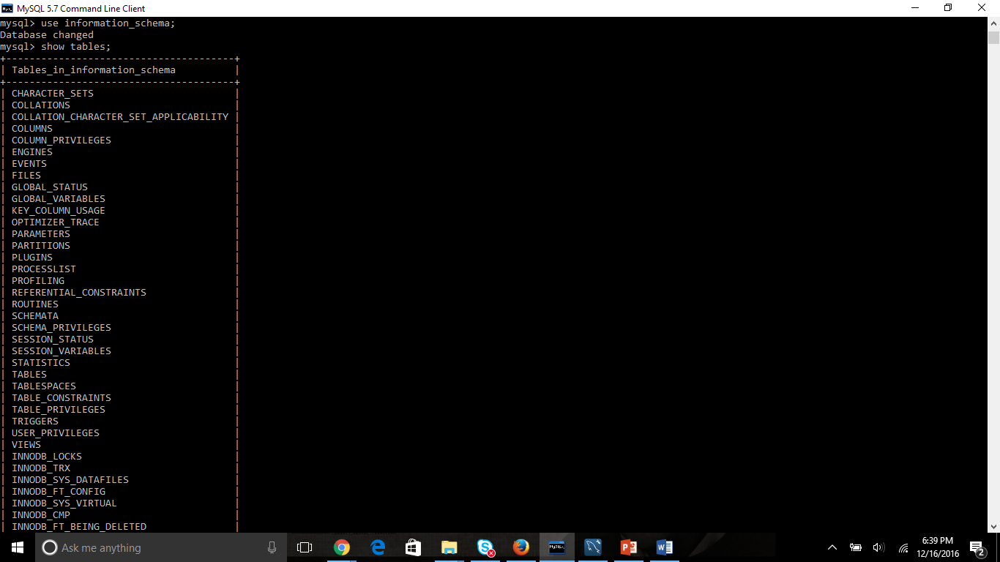 MySQL 5.7 Command Line Client
mysql> use information_schema;
Database changed
mysql> show tables;
+---------------------------------------+
| Tables_in_information_schema          |
+---------------------------------------+
| CHARACTER_SETS                        |
| COLLATIONS                            |
| COLLATION_CHARACTER_SET_APPLICABILITY |
| COLUMNS                               |
| COLUMN_PRIVILEGES                     |
| ENGINES                               |
| EVENTS                                |
| FILES                                 |
| GLOBAL_STATUS                         |
| GLOBAL_VARIABLES                      |
| KEY_COLUMN_USAGE                      |
| OPTIMIZER_TRACE                       |
| PARAMETERS                            |
| PARTITIONS                            |
| PLUGINS                               |
| PROCESSLIST                           |
| PROFILING                             |
| REFERENTIAL_CONSTRAINTS               |
| ROUTINES                              |
| SCHEMATA                              |
| SCHEMA_PRIVILEGES                     |
| SESSION_STATUS                        |
| SESSION_VARIABLES                     |
| STATISTICS                            |
| TABLES                                |
| TABLESPACES                           |
| TABLE_CONSTRAINTS                     |
| TABLE_PRIVILEGES                      |
| TRIGGERS                              |
| USER_PRIVILEGES                       |
| VIEWS                                 |
| INNODB_LOCKS                          |
| INNODB_TRX                            |
| INNODB_SYS_DATAFILES                  |
| INNODB_FT_CONFIG                      |
| INNODB_SYS_VIRTUAL                    |
| INNODB_CMP                            |
| INNODB_FT_BEING_DELETED               |
Ask me anything
6:39 PM
12/16/2016
2